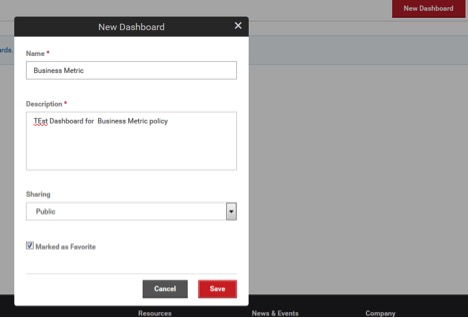 New Dashboard
New Dashboard
ards.
Name *
Business Metric
Description *
TEst Dashboard for Business Metric policy
Sharing
Public
Marked as Favorite
Cancel
Save
Resources
News & Events
Company